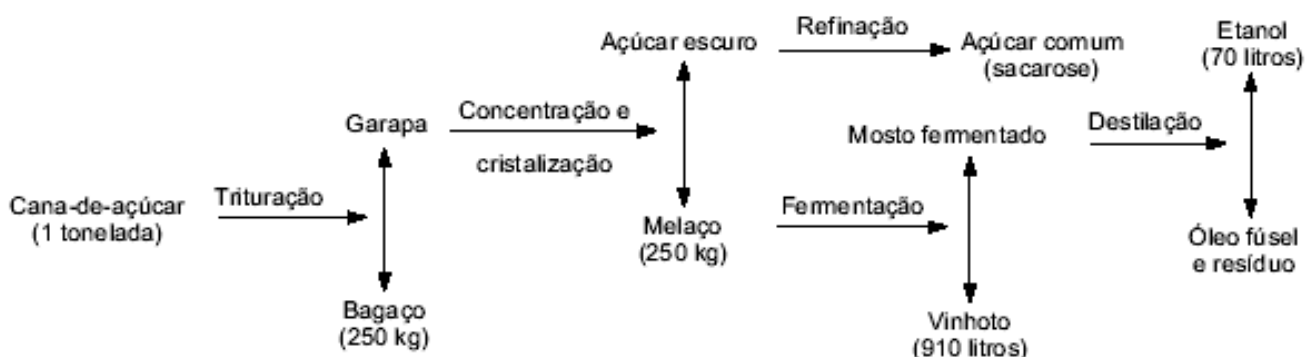 Cana-de-açúcar
(1 tonelada)
Trituração
Garapa
Bagaço
(250 kg)
Concentração e
cristalização
Açúcar escuro
Melaço
(250 kg)
Refinação
Açúcar comum
(sacarose)
Fermentação
Mosto fermentado
Vinhoto
(910 litros)
Destilação
Etanol
(70 litros)
Óleo fúsel
e resíduo